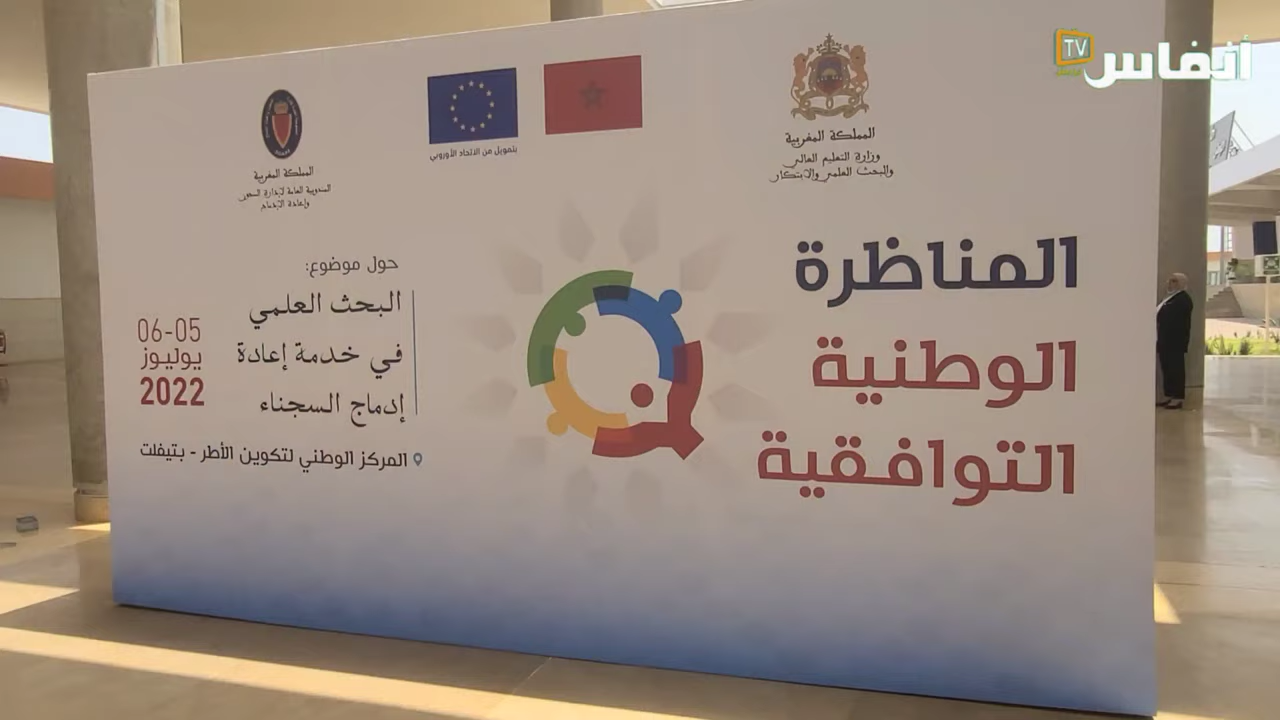 أنفاس
TV
المملكة المغربية
وزارة التعليم العالي
والبحث العلمي والابتكار
بتمويل من الاتحاد الأوروبي
المملكة المغربية
المندوبية العامة لإدارة السجون
وإعادة الإدماج
المناظرة
الوطنية
التوافقية
حول موضوع:
البحث العلمي
في خدمة إعادة
إدماج السجناء
05-06
يوليوز
2022
المركز الوطني لتكوين الأطر - بتيفلت